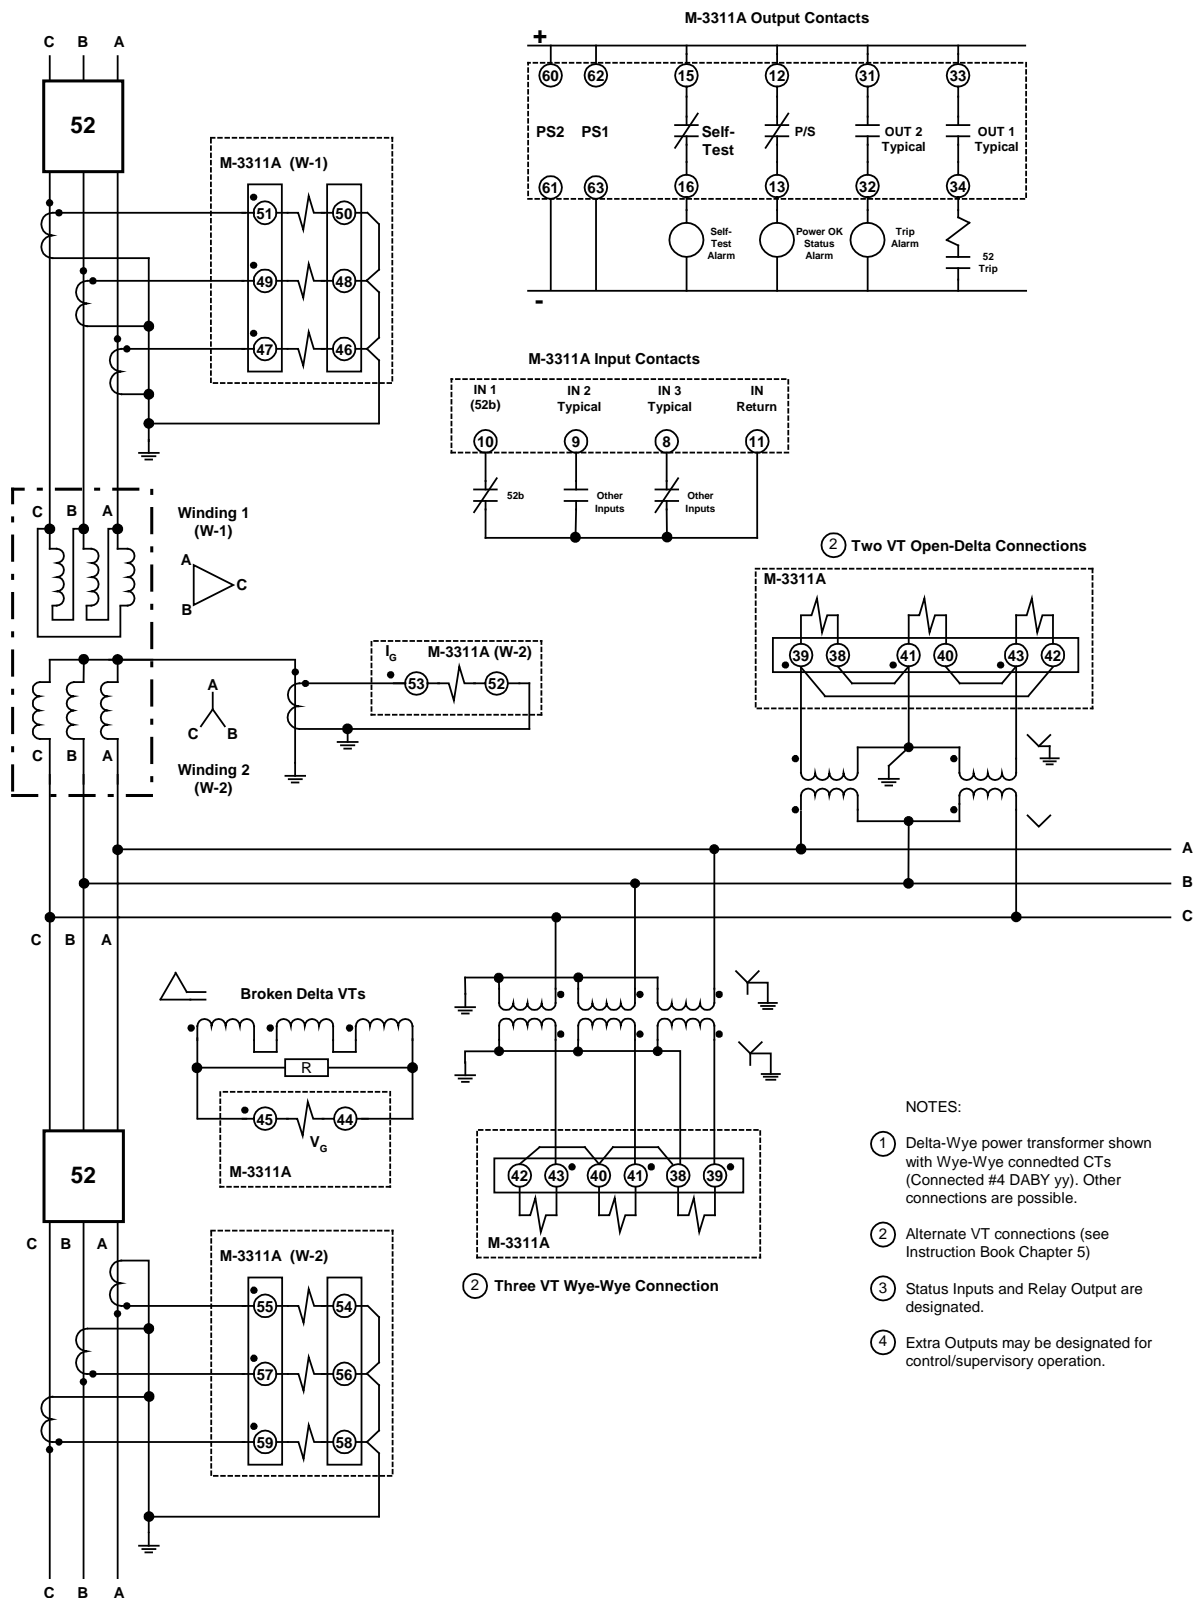 M-3311A Output Contacts
C B A
+
60 62 15 12 31 33
52
PS2 PS1 Self-Test P/S OUT 2 Typical OUT 1 Typical
61 63 16 13 32 34
Self-Test Alarm
Power OK Status Alarm
Trip Alarm
52 Trip
-
M-3311A (W-1)
51 50
49 48
47 46
M-3311A Input Contacts
IN 1 (52b)
IN 2 Typical
IN 3 Typical
IN Return
10 9 8 11
52b
Other Inputs
Other Inputs
C B A
Winding 1
(W-1)
A
C
B
2 Two VT Open-Delta Connections
M-3311A
39 38 41 40 43 42
IG M-3311A (W-2)
53 52
A
C B
C B A
Winding 2
(W-2)
A
B
C
C B A
Broken Delta VTs
R
45 44
VG
M-3311A
52
42 43 40 41 38 39
M-3311A
2 Three VT Wye-Wye Connection
C B A
M-3311A (W-2)
55 54
57 56
59 58
C B A
NOTES:
1 Delta-Wye power transformer shown
with Wye-Wye connedted CTs
(Connected #4 DABY yy). Other
connections are possible.
2 Alternate VT connections (see
Instruction Book Chapter 5)
3 Status Inputs and Relay Output are
designated.
4 Extra Outputs may be designated for
control/supervisory operation.